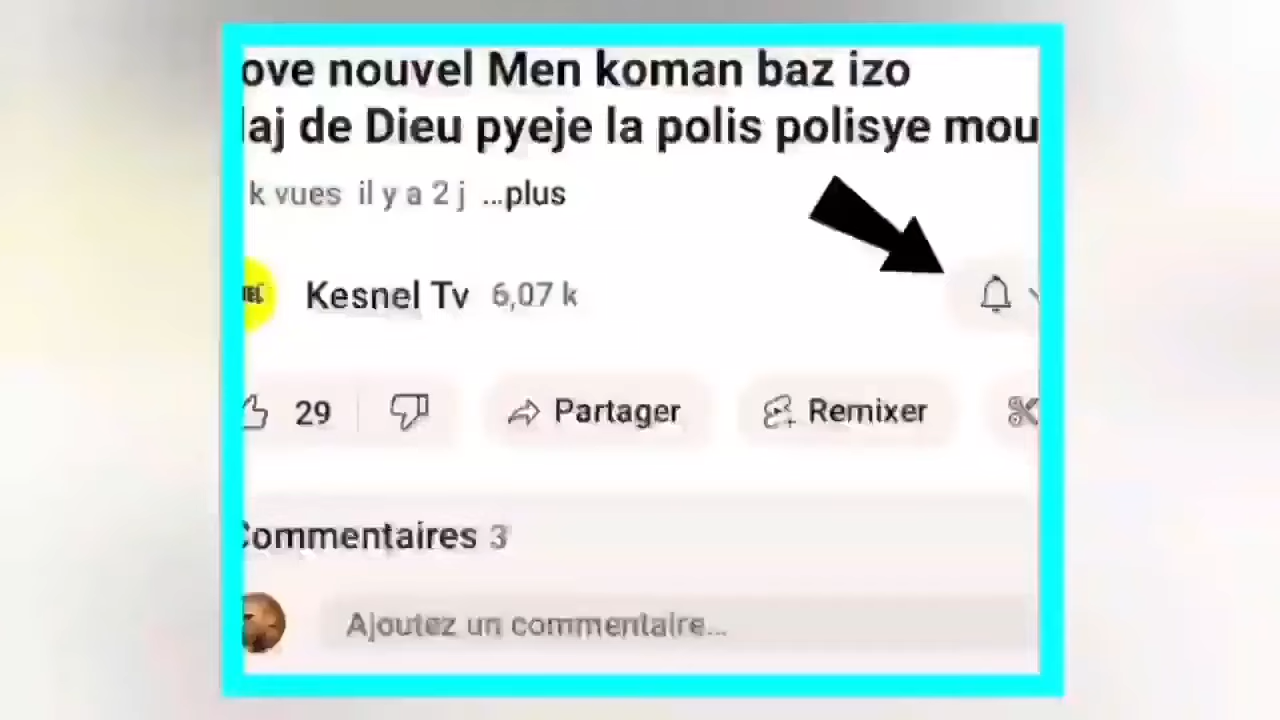 ove nouvel Men koman baz izo
laj de Dieu pyeje la polis polisye mou
k vues il y a 2 j ...plus
Kesnel Tv 6,07 k
29 Partager Remixer
Commentaires 3
Ajoutez un commentaire...